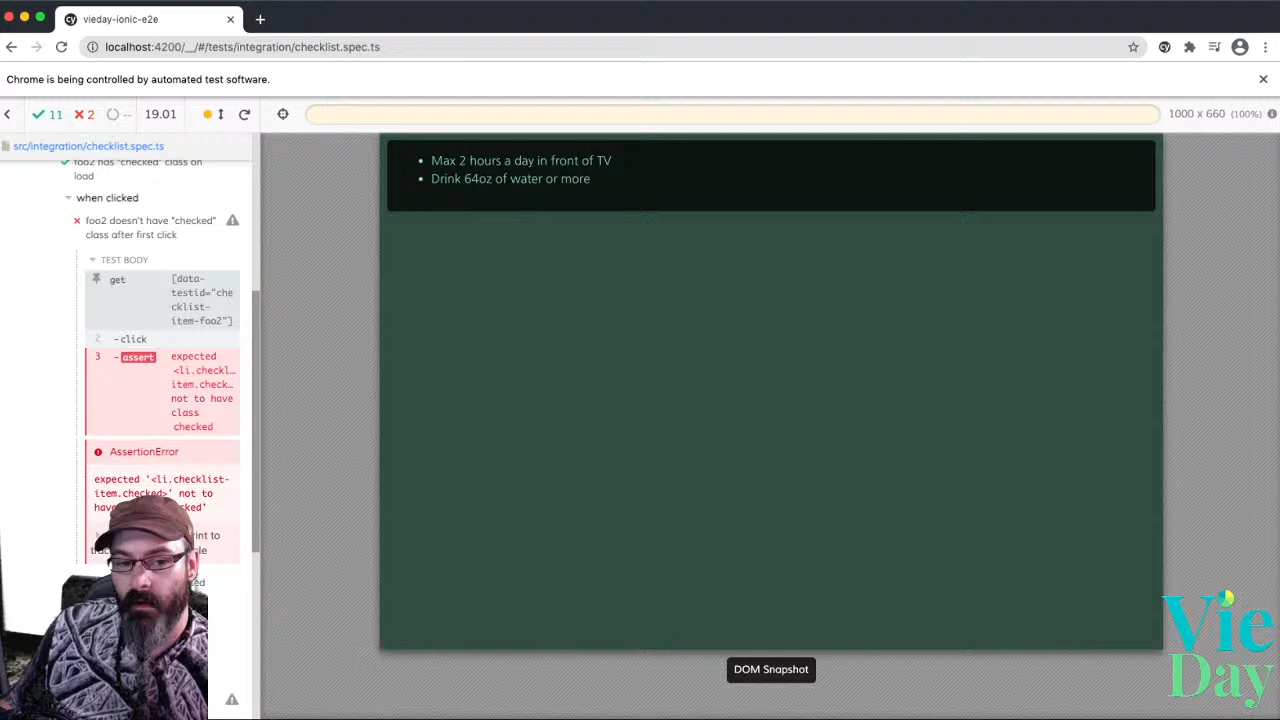 vieday-ionic-e2e
localhost:4200/__/#/tests/integration/checklist.spec.ts
Chrome is being controlled by automated test software.
11
2
--
19.01
1000 x 660 (100%)
src/integration/checklist.spec.ts
foo2 has "checked" class on
load
when clicked
foo2 doesn't have "checked"
class after first click
TEST BODY
get
[data-
testid="che
cklist-
item-foo2"]
2 -click
3 -assert
expected
<li.checkl…
item.check…
not to have
class
checked
AssertionError
expected '<li.checklist-
item.checked>' not to
Max 2 hours a day in front of TV
Drink 64oz of water or more
DOM Snapshot
Vie
Day